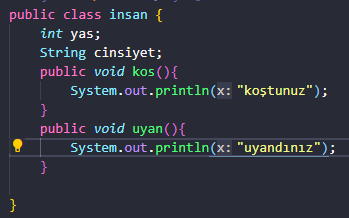 public class insan {
int yas;
String cinsiyet;
public void kos(){
System.out.println(x: "koştunuz");
}
public void uyan(){
System.out.println(x: "uyandınız");
}
}